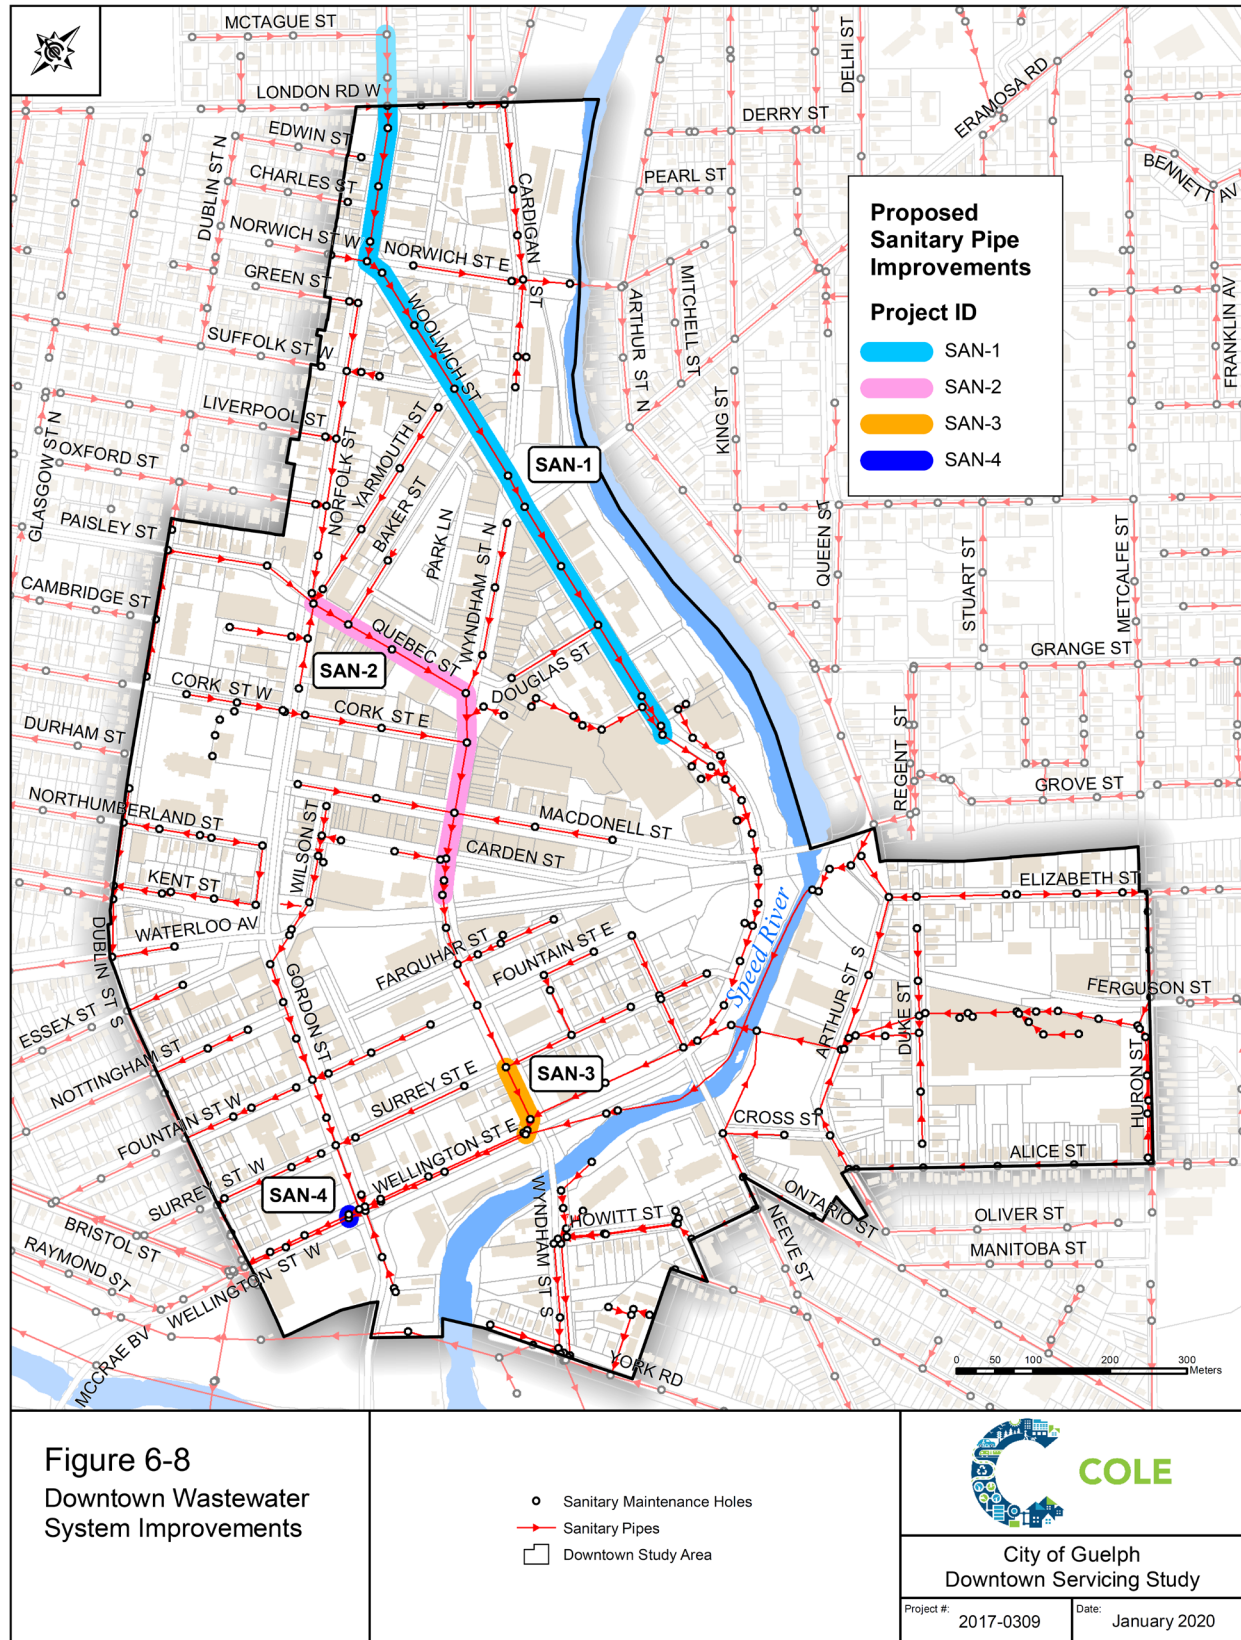 MCTAGUE ST
DELHI ST
LONDON RD W
ERAMOSA RD
DERRY ST
EDWIN ST
DUBLIN ST N
CHARLES ST
CARDIGAN ST
PEARL ST
BENNETT AV
NORWICH ST W
NORWICH ST E
GREEN ST
MITCHELL ST
ARTHUR ST N
FRANKLIN AV
WOOLWICH ST
SUFFOLK ST W
LIVERPOOL ST
KING ST
GLASGOW ST N
OXFORD ST
NORFOLK ST
YARMOUTH ST
SAN-1
BAKER ST
PARK LN
PAISLEY ST
WYNDHAM ST N
QUEEN ST
STUART ST
METCALFE ST
CAMBRIDGE ST
QUEBEC ST
GRANGE ST
SAN-2
DOUGLAS ST
CORK ST W
CORK ST E
DURHAM ST
REGENT ST
GROVE ST
NORTHUMBERLAND ST
MACDONELL ST
WILSON ST
CARDEN ST
KENT ST
ELIZABETH ST
WATERLOO AV
DUBLIN ST S
Speed River
FARQUHAR ST
FOUNTAIN ST E
GORDON ST
ARTHUR ST S
DUKE ST
FERGUSON ST
ESSEX ST
NOTTINGHAM ST
SAN-3
HURON ST
SURREY ST E
FOUNTAIN ST W
CROSS ST
WELLINGTON ST E
ALICE ST
SURREY ST W
SAN-4
WYNDHAM ST S
HOWITT ST
ONTARIO ST
NEEVE ST
OLIVER ST
BRISTOL ST
RAYMOND ST
MANITOBA ST
WELLINGTON ST W
MCCRAE BV
YORK RD
Proposed
Sanitary Pipe
Improvements
Project ID
SAN-1
SAN-2
SAN-3
SAN-4
0 50 100 200 300
Meters
Figure 6-8
Downtown Wastewater
System Improvements
Sanitary Maintenance Holes
Sanitary Pipes
Downtown Study Area
COLE
City of Guelph
Downtown Servicing Study
Project #:
2017-0309
Date:
January 2020